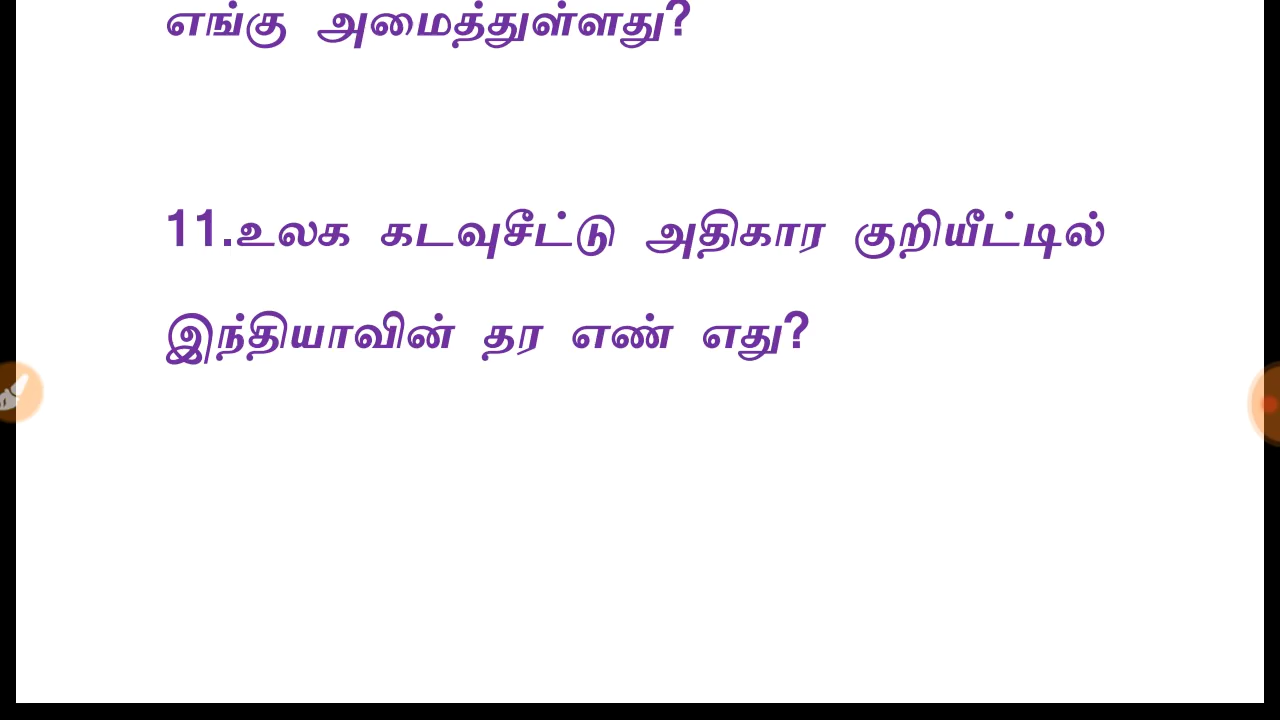 எங்கு அமைத்துள்ளது?
11.உலக கடவுசீட்டு அதிகார குறியீட்டில்
இந்தியாவின் தர எண் எது?